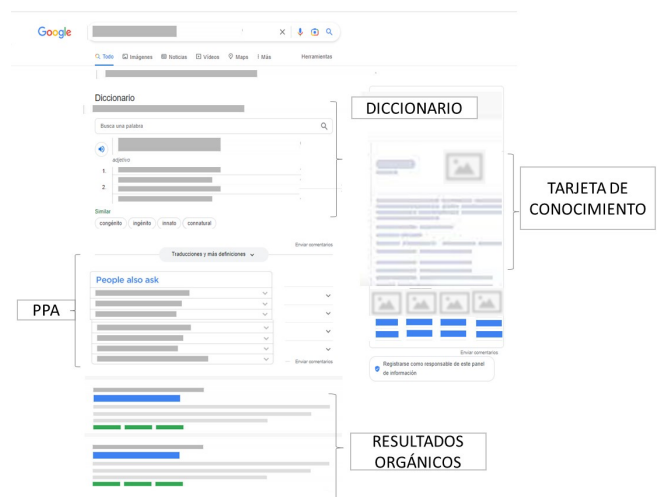 Google
Todo Imágenes Noticias Vídeos Maps Más Herramientas
Diccionario
DICCIONARIO
Busca una palabra
adjetivo
1.
2.
TARJETA DE
CONOCIMIENTO
Similar
congénito ingénito innato connatural
Enviar comentarios
Traducciones y más definiciones
People also ask
PPA
Enviar comentarios
Enviar comentarios
Registrarse como responsable de este panel
de información
RESULTADOS
ORGÁNICOS